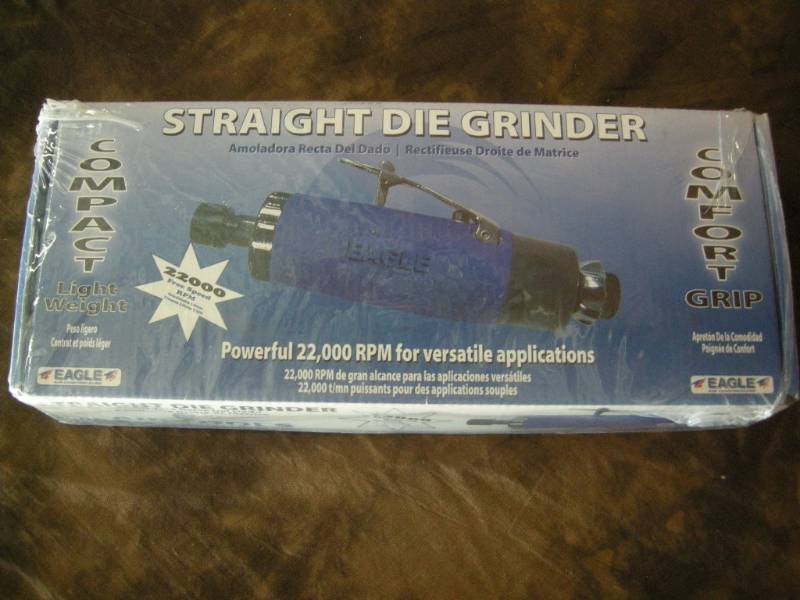 STRAIGHT DIE GRINDER
Amoladora Recta Del Dado | Rectifieuse Droite de Matrice
COMPACT
Light
Weight
Peso ligero
Contrat et poids léger
COMFORT
GRIP
Apretón De la Comodidad
Poignée de Confort
EAGLE
22000
Free Speed
RPM
Powerful 22,000 RPM for versatile applications
22,000 RPM de gran alcance para las aplicaciones versátiles
22,000 t/mn puissants pour des applications souples
EAGLE
EAGLE
STRAIGHT DIE GRINDER